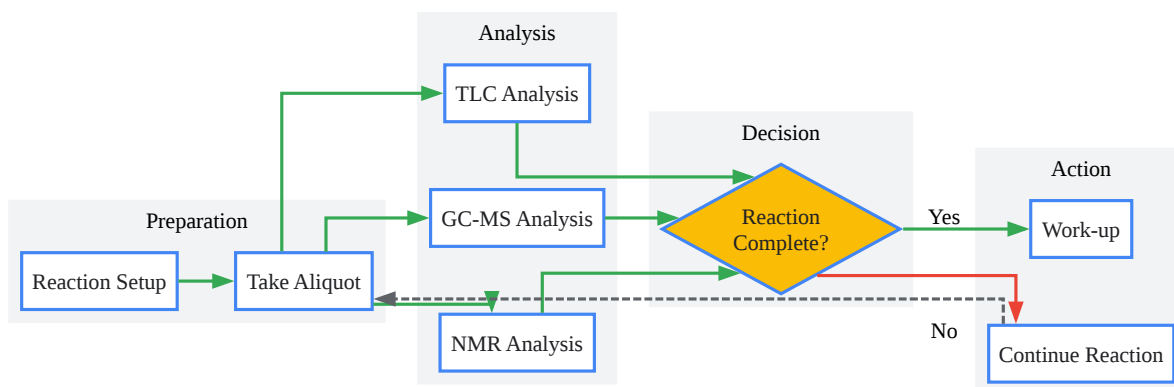 Preparation
Reaction Setup
Take Aliquot
Analysis
TLC Analysis
GC-MS Analysis
NMR Analysis
Decision
Reaction
Complete?
Yes
No
Action
Work-up
Continue Reaction